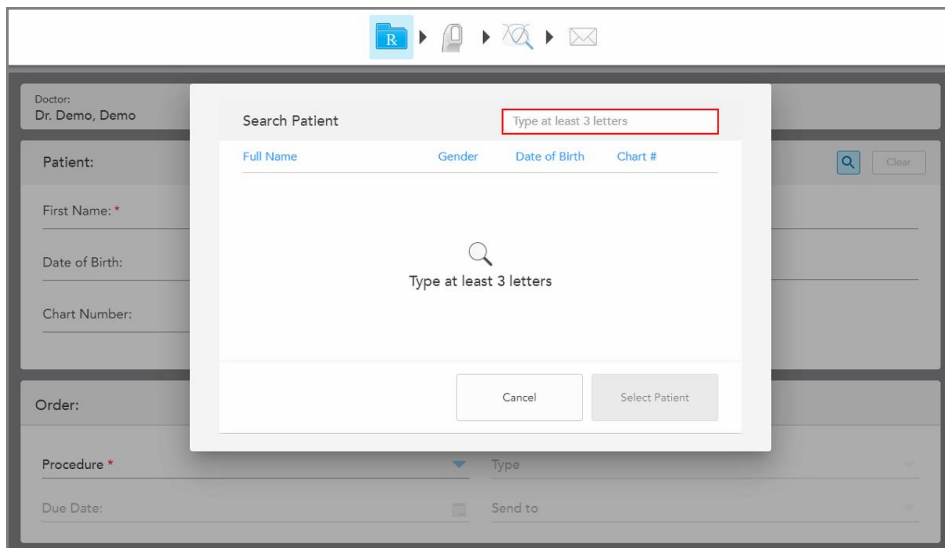 R
Doctor:
Dr. Demo, Demo
Search Patient
Type at least 3 letters
Patient:
Clear
Full Name Gender Date of Birth Chart #
First Name: *
Date of Birth:
Type at least 3 letters
Chart Number:
Cancel Select Patient
Order:
Procedure * Type
Due Date: Send to